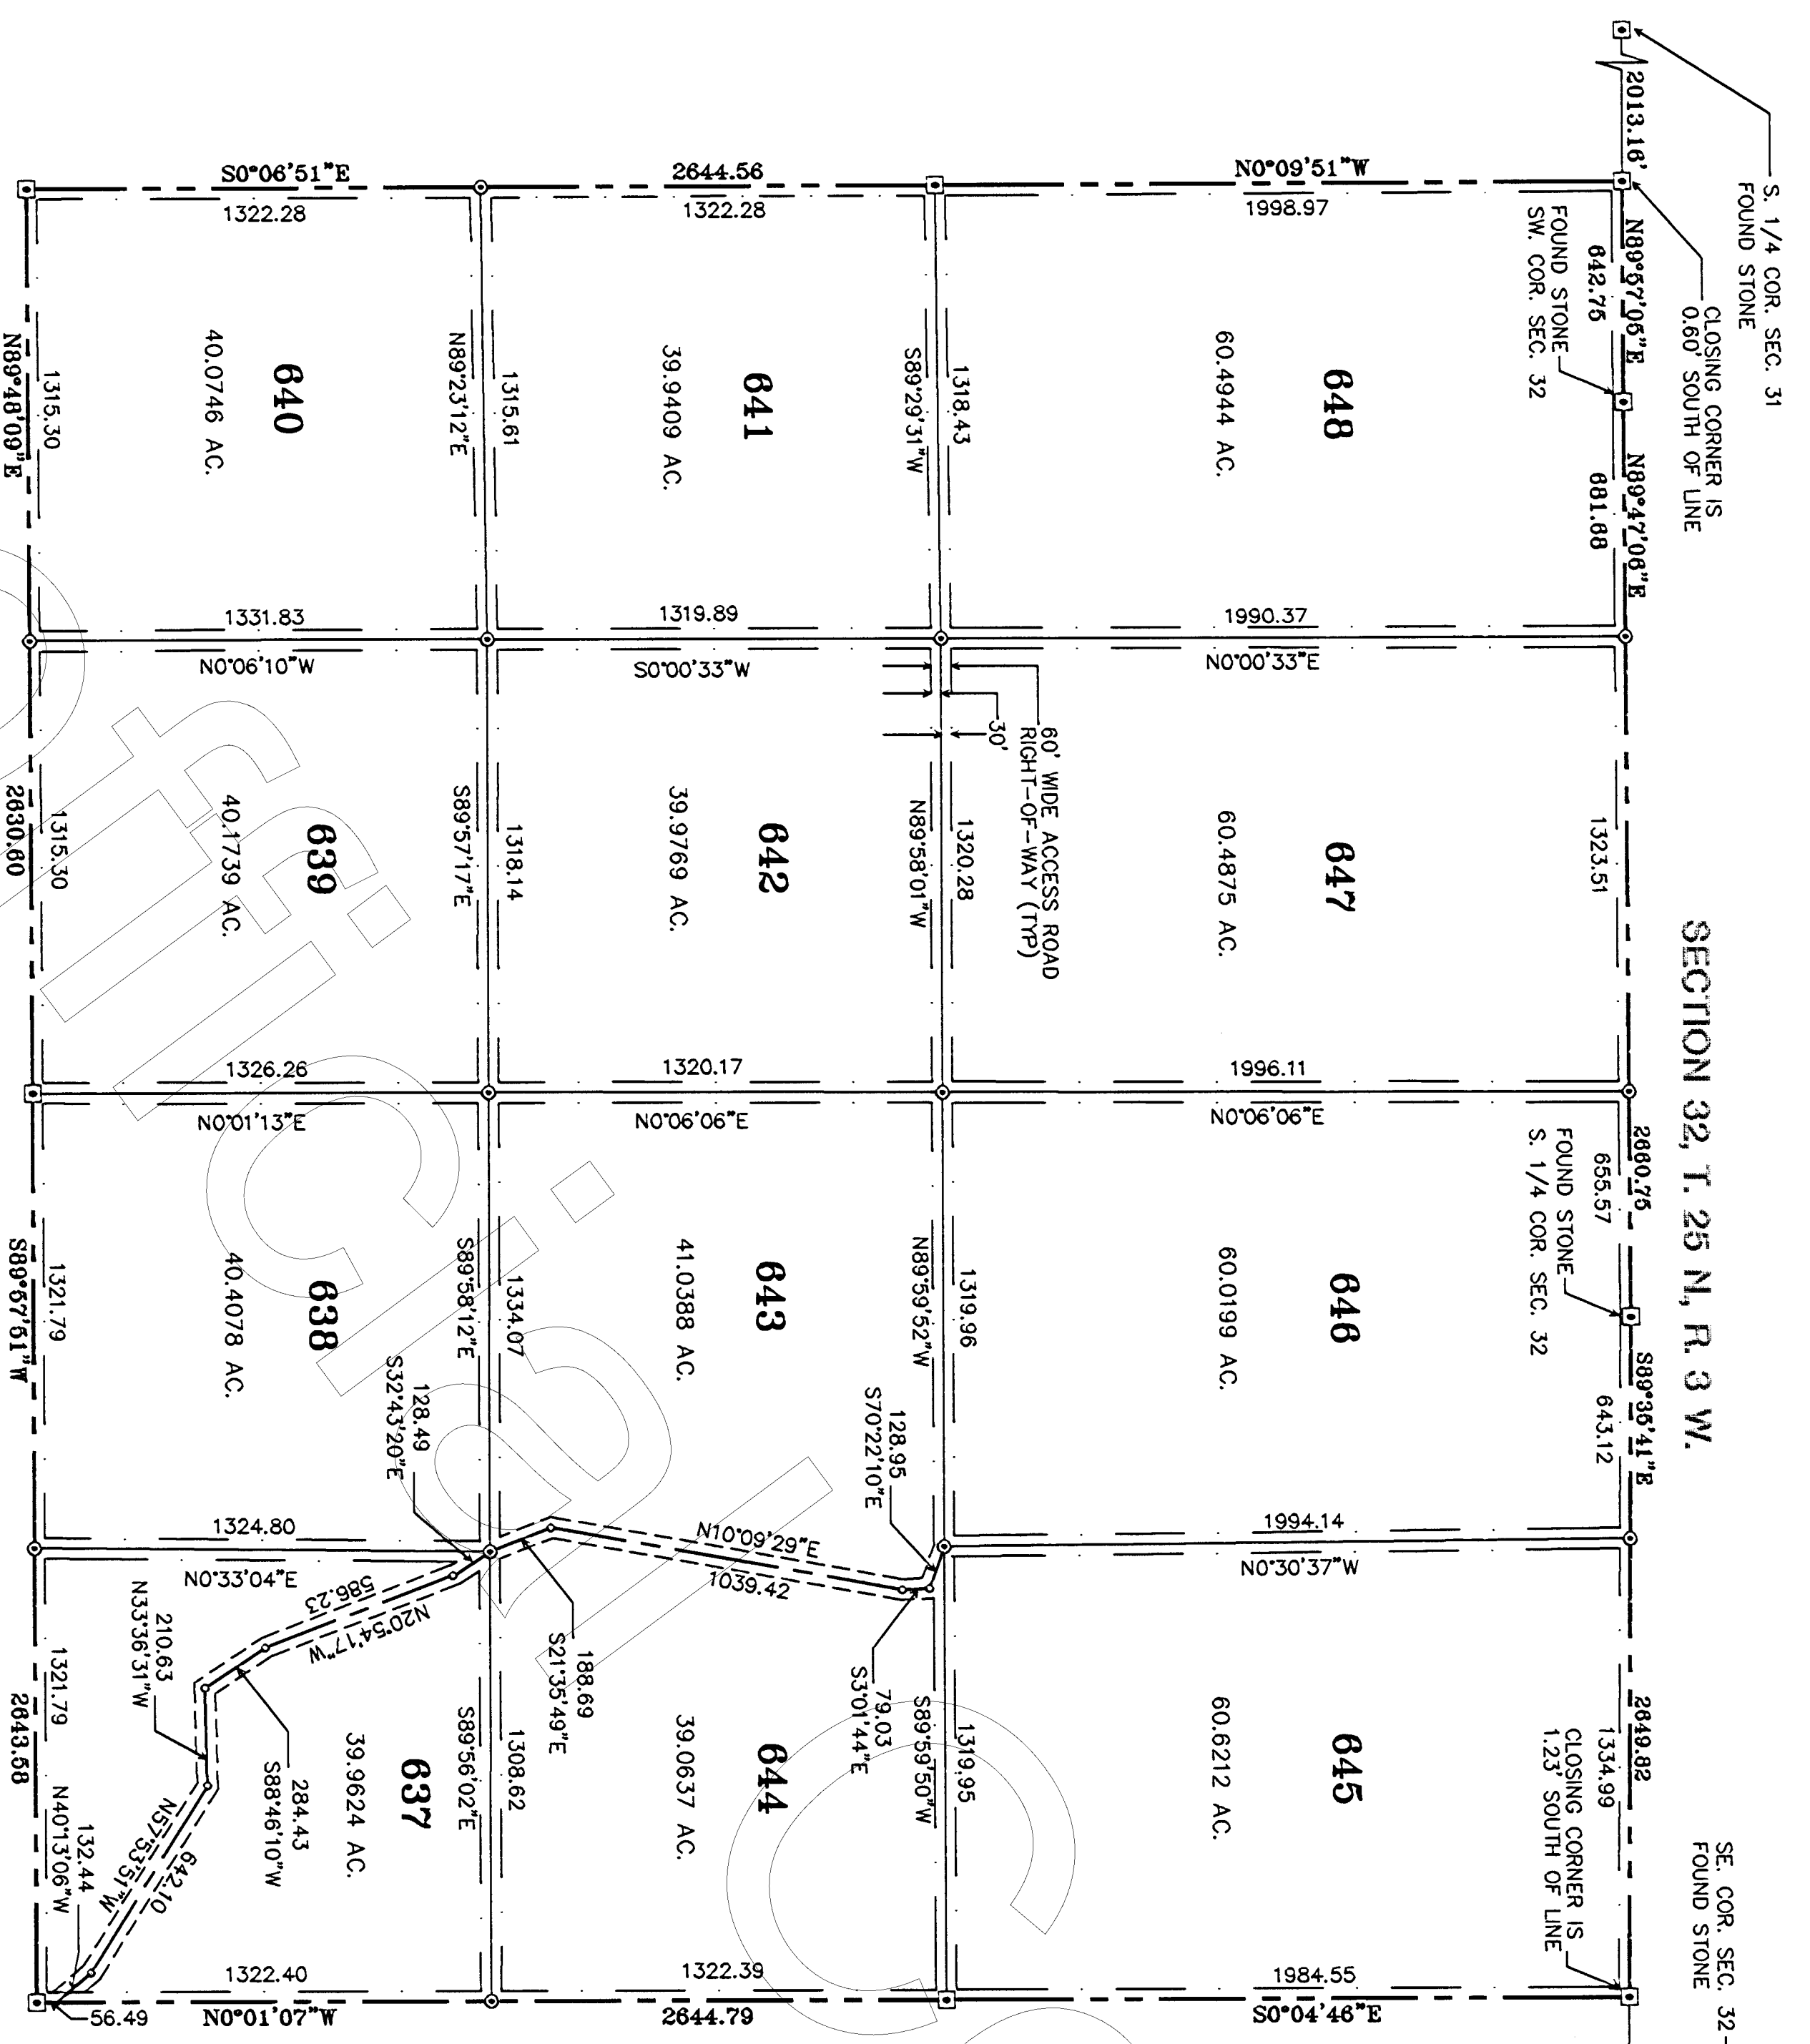 S. 1/4 COR. SEC. 31
FOUND STONE
CLOSING CORNER IS
0.60' SOUTH OF LINE
SECTION 32, T. 25 N, R. 3 W.
SE. COR. SEC. 32
FOUND STONE
2013.16'
N89°57'05"E
642.75
FOUND STONE
SW. COR. SEC. 32
N89°47'06"E
681.68
1323.51
2660.75
655.57
FOUND STONE
S. 1/4 COR. SEC. 32
S89°35'41"E
643.12
2649.82
1334.99
CLOSING CORNER IS
1.23' SOUTH OF LINE
N0°09'51"W
1998.97
648
60.4944 AC.
1990.37
N0°00'33"E
647
60.4875 AC.
1996.11
N0°06'06"E
646
60.0199 AC.
1994.14
N0°30'37"W
645
60.6212 AC.
1984.55
S0°04'46"E
60' WIDE ACCESS ROAD
RIGHT-OF-WAY (TYP)
30'
1318.43
S89°29'31"W
1320.28
N89°58'01"W
1319.96
N89°59'52"W
1319.95
S89°59'50"W
2644.56
1322.28
641
39.9409 AC.
1319.89
S0°00'33"W
642
39.9769 AC.
1320.17
N0°06'06"E
643
41.0388 AC.
128.95
S70°22'10"E
79.03
S3°01'44"E
N10°09'29"E
1039.42
188.69
S21°35'49"E
644
39.0637 AC.
1322.39
2644.79
1315.61
N89°23'12"E
1318.14
S89°57'17"E
1334.07
S89°58'12"E
1308.62
S89°56'02"E
S0°06'51"E
1322.28
640
40.0746 AC.
1331.83
N0°06'10"W
639
40.1739 AC.
1326.26
N0°01'13"E
638
40.4078 AC.
128.49
S32°43'20"E
1324.80
N0°33'04"E
586.23
N20°54'17"W
637
39.9624 AC.
284.43
S88°46'10"W
210.63
N33°36'31"W
642.10
N57°53'51"W
132.44
N40°13'06"W
56.49
1322.40
N0°01'07"W
1315.30
N89°48'09"E
1315.30
2630.60
1321.79
S89°57'51"W
1321.79
2643.58
Unofficial Copy